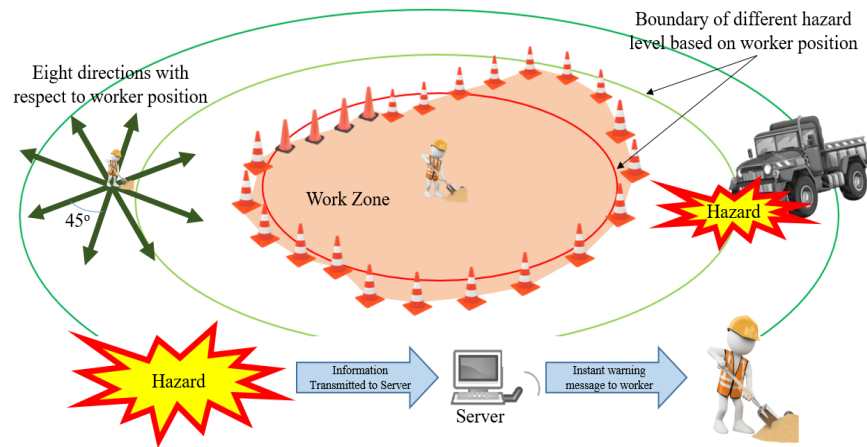 Boundary of different hazard
level based on worker position
Eight directions with
respect to worker position
45°
Work Zone
Hazard
Hazard
Information
Transmitted to Server
Server
Instant warning
message to worker